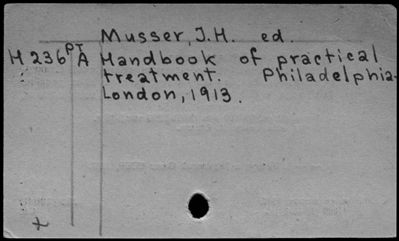 Musser, J.H. ed.
H 236 PT A Handbook of practical
treatment. Philadelphia-
London, 1913.
x